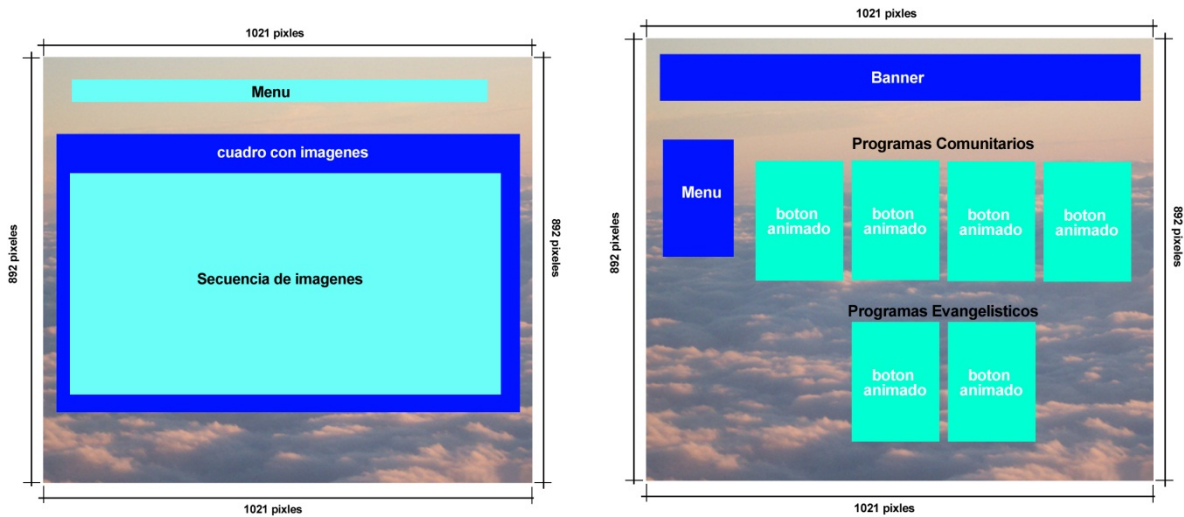 1021 pixles
Menu
cuadro con imagenes
Secuencia de imagenes
892 pixeles
892 pixeles
1021 pixles
1021 pixles
Banner
Programas Comunitarios
Menu
boton
animado
boton
animado
boton
animado
boton
animado
Programas Evangelisticos
boton
animado
boton
animado
892 pixeles
892 pixeles
1021 pixles